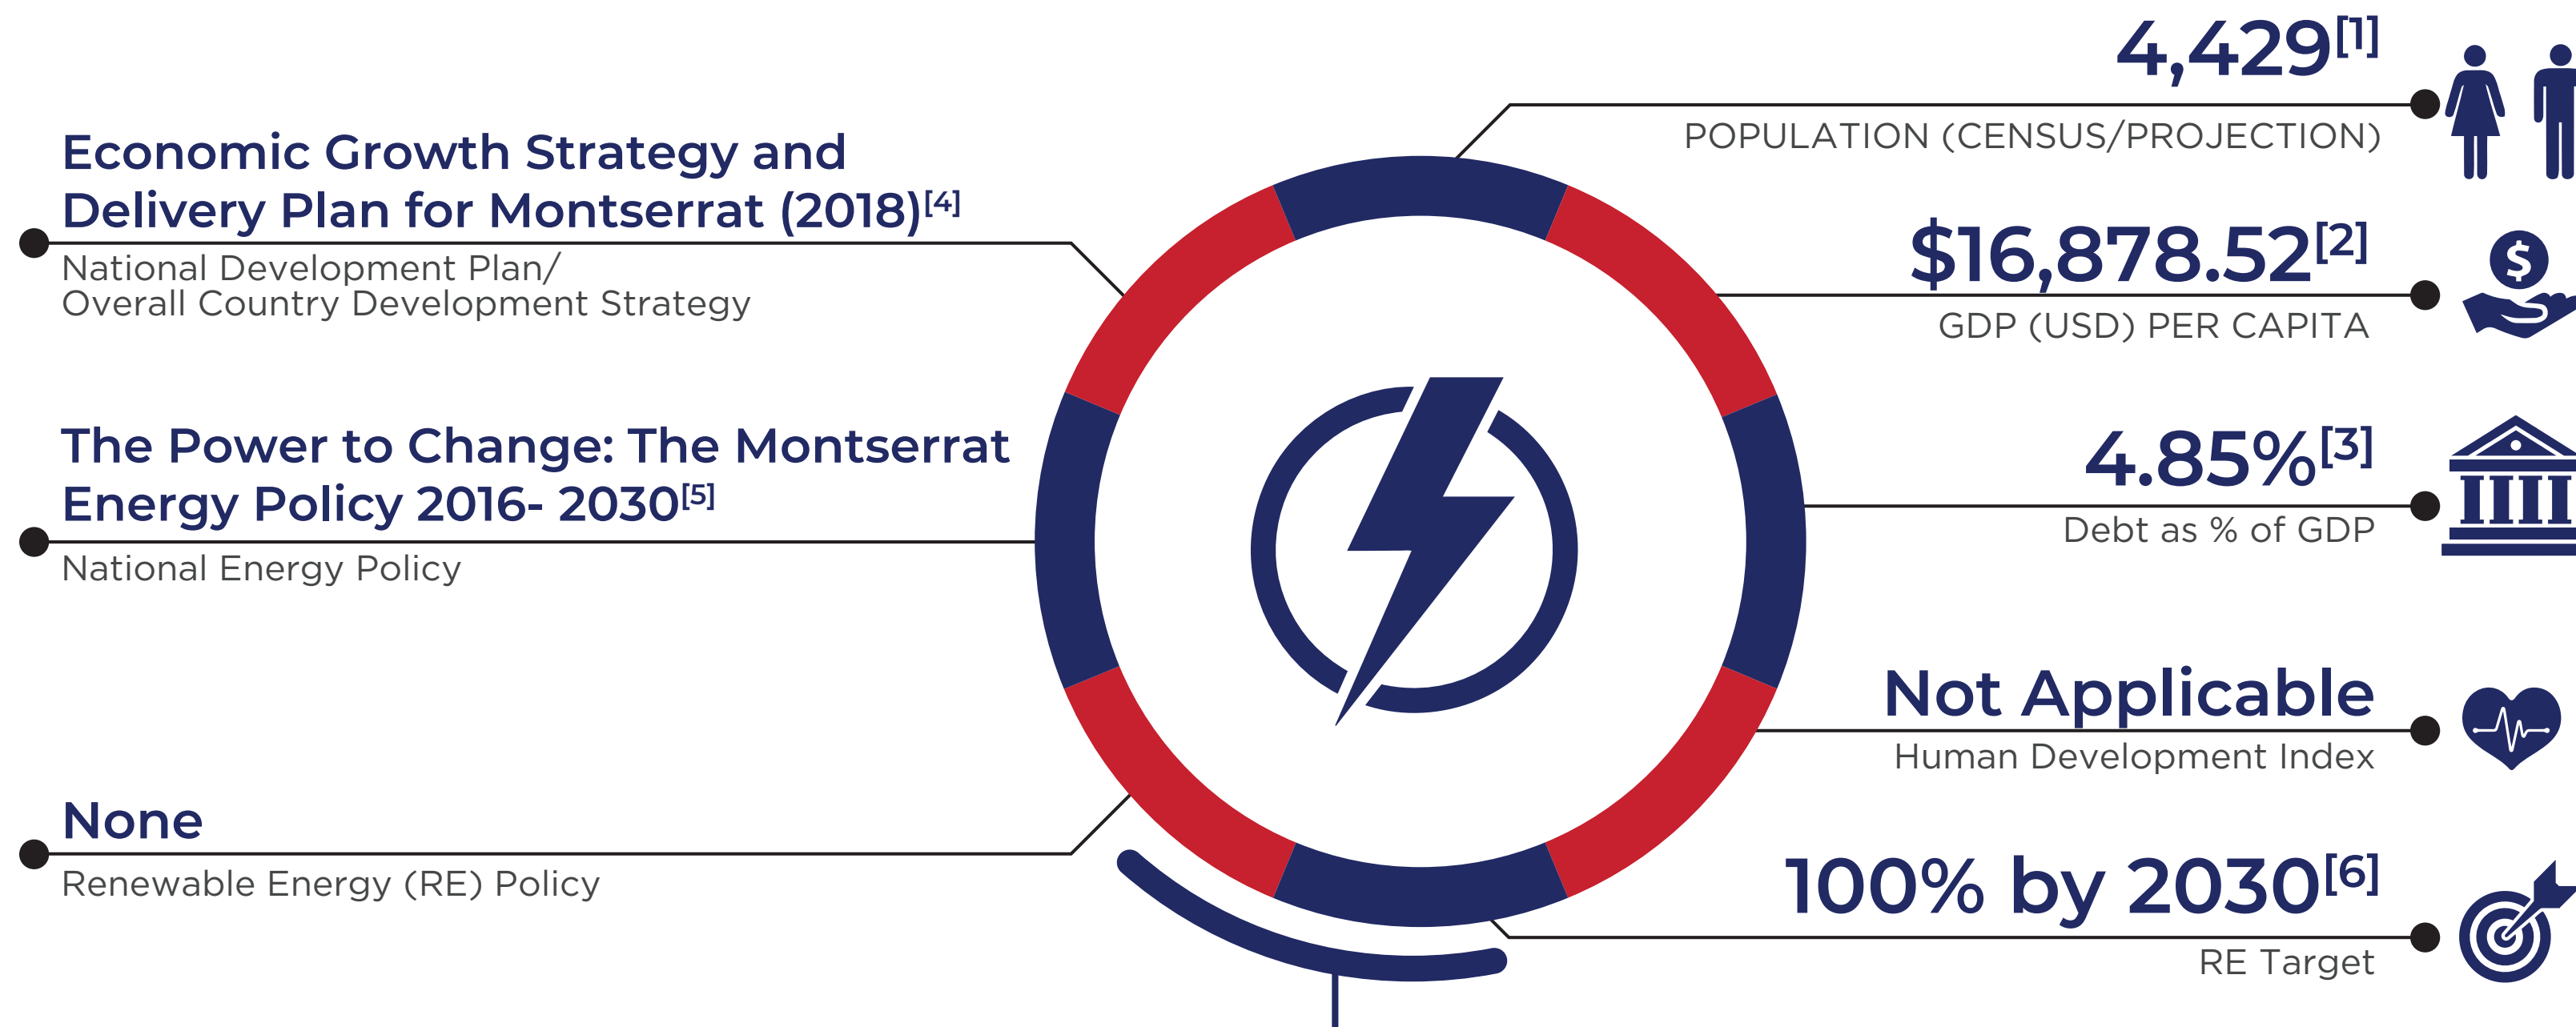 Economic Growth Strategy and
Delivery Plan for Montserrat (2018)[4]
National Development Plan/
Overall Country Development Strategy
The Power to Change: The Montserrat
Energy Policy 2016- 2030[5]
National Energy Policy
None
Renewable Energy (RE) Policy
4,429[1]
POPULATION (CENSUS/PROJECTION)
$16,878.52[2]
GDP (USD) PER CAPITA
$
4.85%[3]
Debt as % of GDP
Not Applicable
Human Development Index
100% by 2030[6]
RE Target